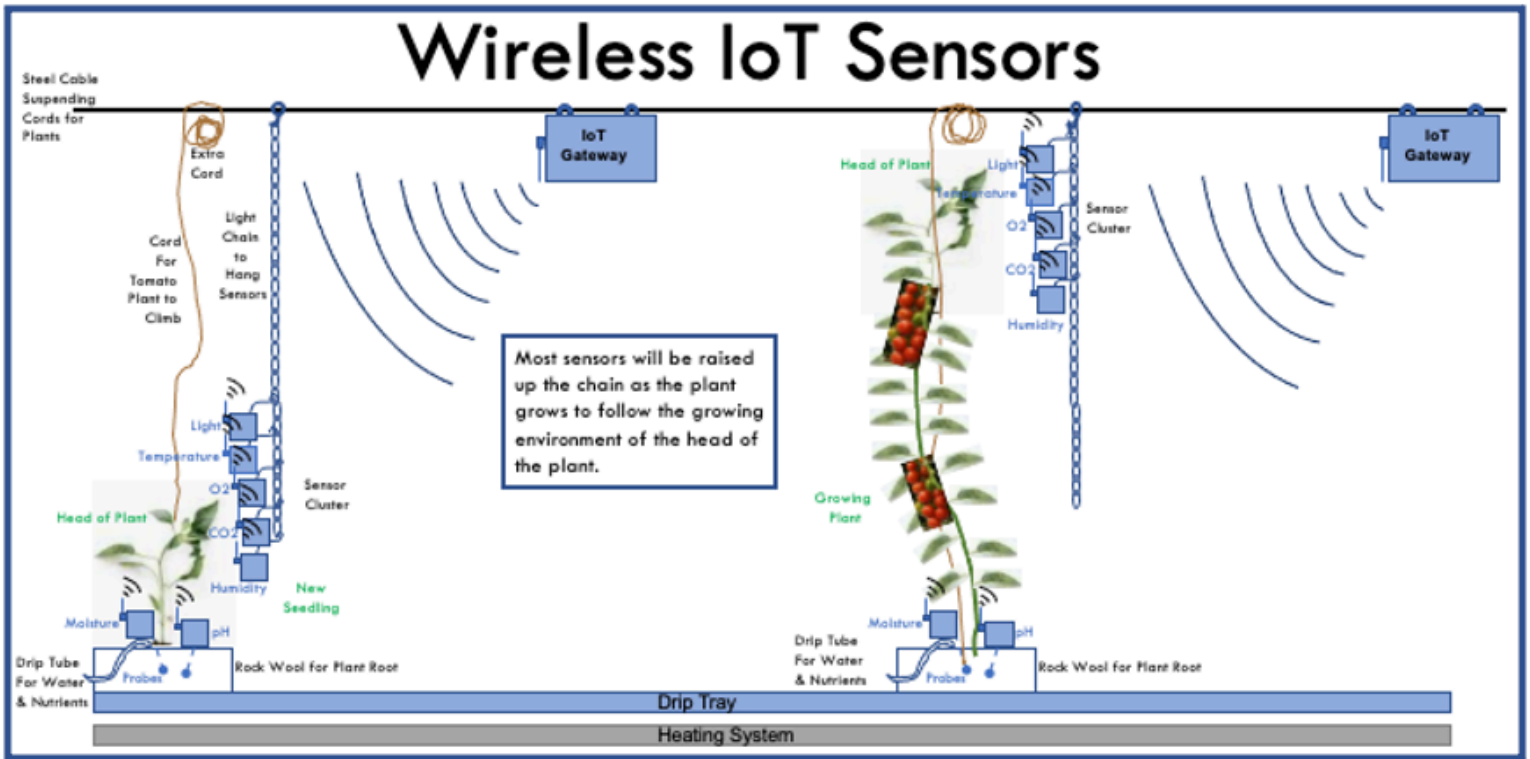 Wireless IoT Sensors
Steel Cable
Suspending
Cords for
Plants
Extra
Cord
IoT
Gateway
Light
Chain
to
Hang
Sensors
Cord
For
Tomato
Plant to
Climb
Light
Temperature
O2
CO2
Humidity
Sensor
Cluster
Head of Plant
New
Seedling
Moisture
pH
Drip Tube
For Water
& Nutrients
Probes
Rock Wool for Plant Root
Most sensors will be raised
up the chain as the plant
grows to follow the growing
environment of the head of
the plant.
Head of Plant
Light
Temperature
O2
CO2
Humidity
Sensor
Cluster
IoT
Gateway
Growing
Plant
Moisture
pH
Drip Tube
For Water
& Nutrients
Probes
Rock Wool for Plant Root
Drip Tray
Heating System